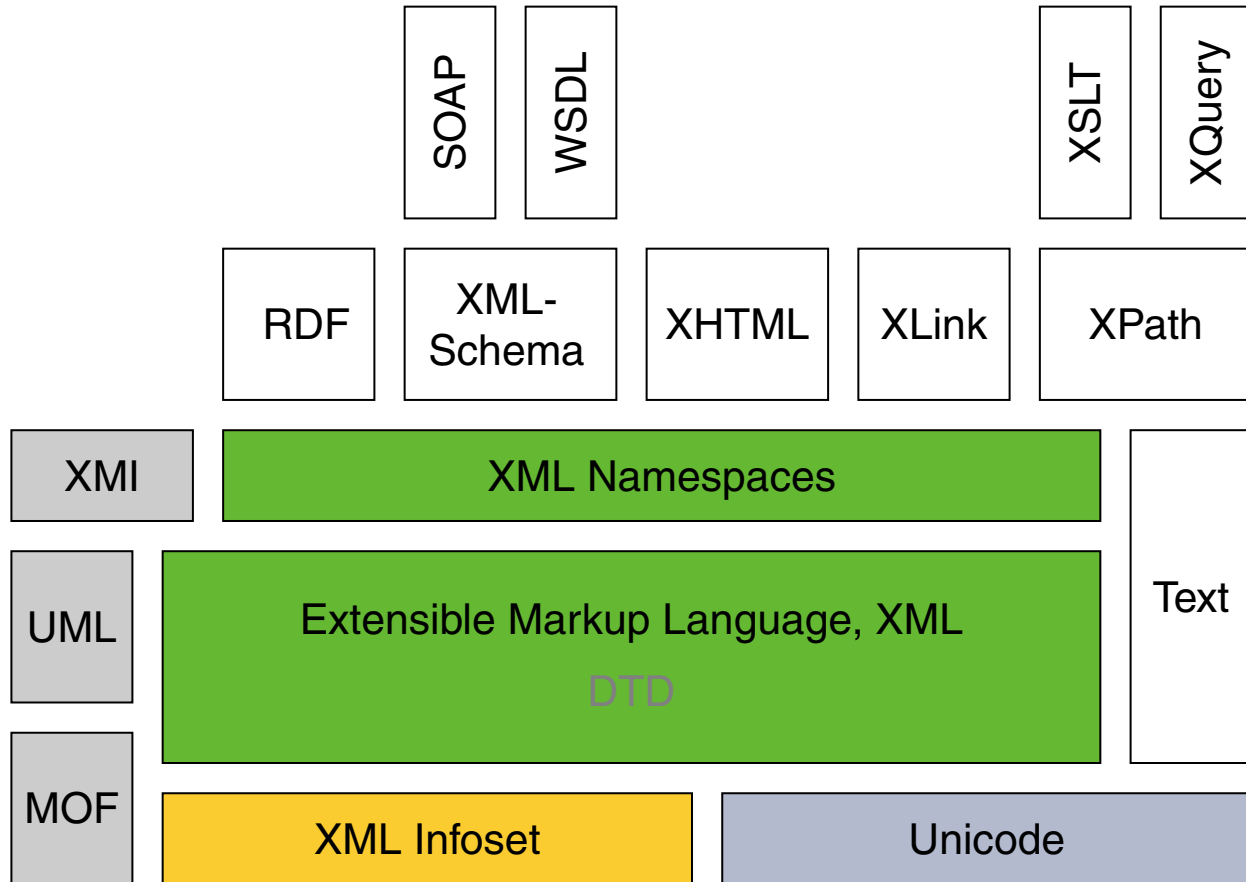 SOAP
WSDL
XSLT
XQuery
RDF
XML-
Schema
XHTML
XLink
XPath
XMI
XML Namespaces
UML
Extensible Markup Language, XML
DTD
Text
MOF
XML Infoset
Unicode